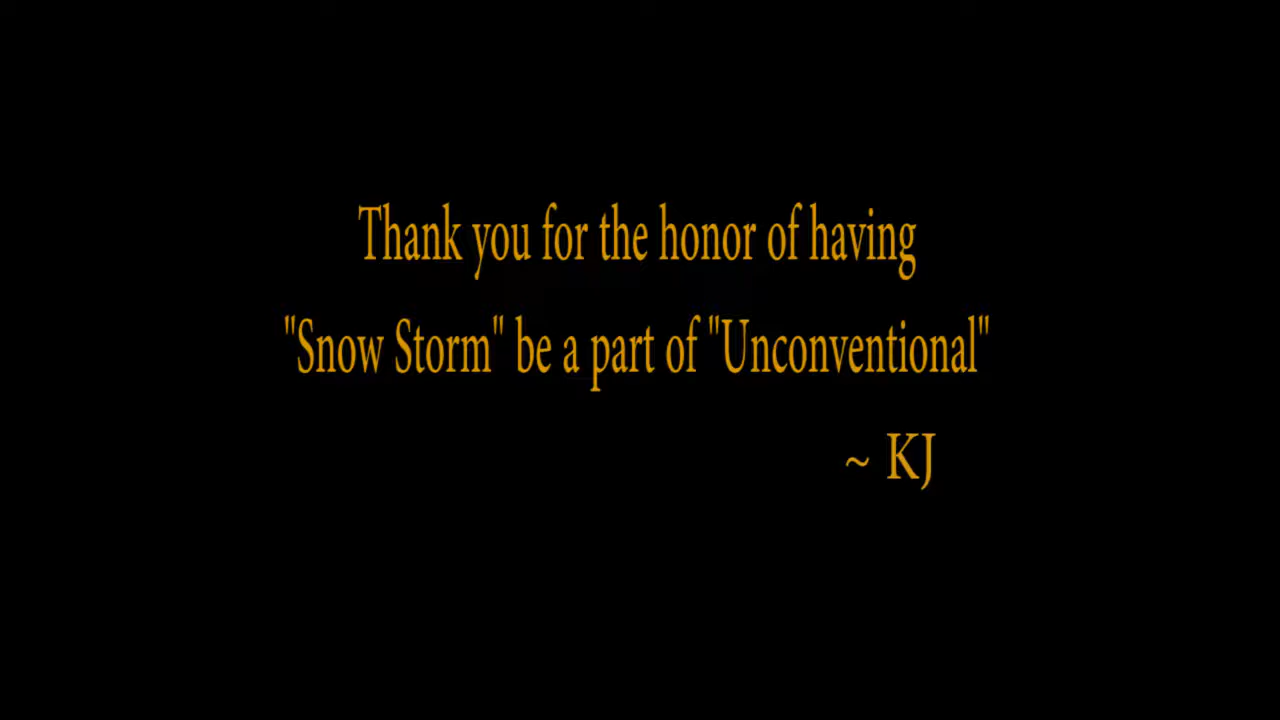 Thank you for the honor of having
"Snow Storm" be a part of "Unconventional"
~ KJ